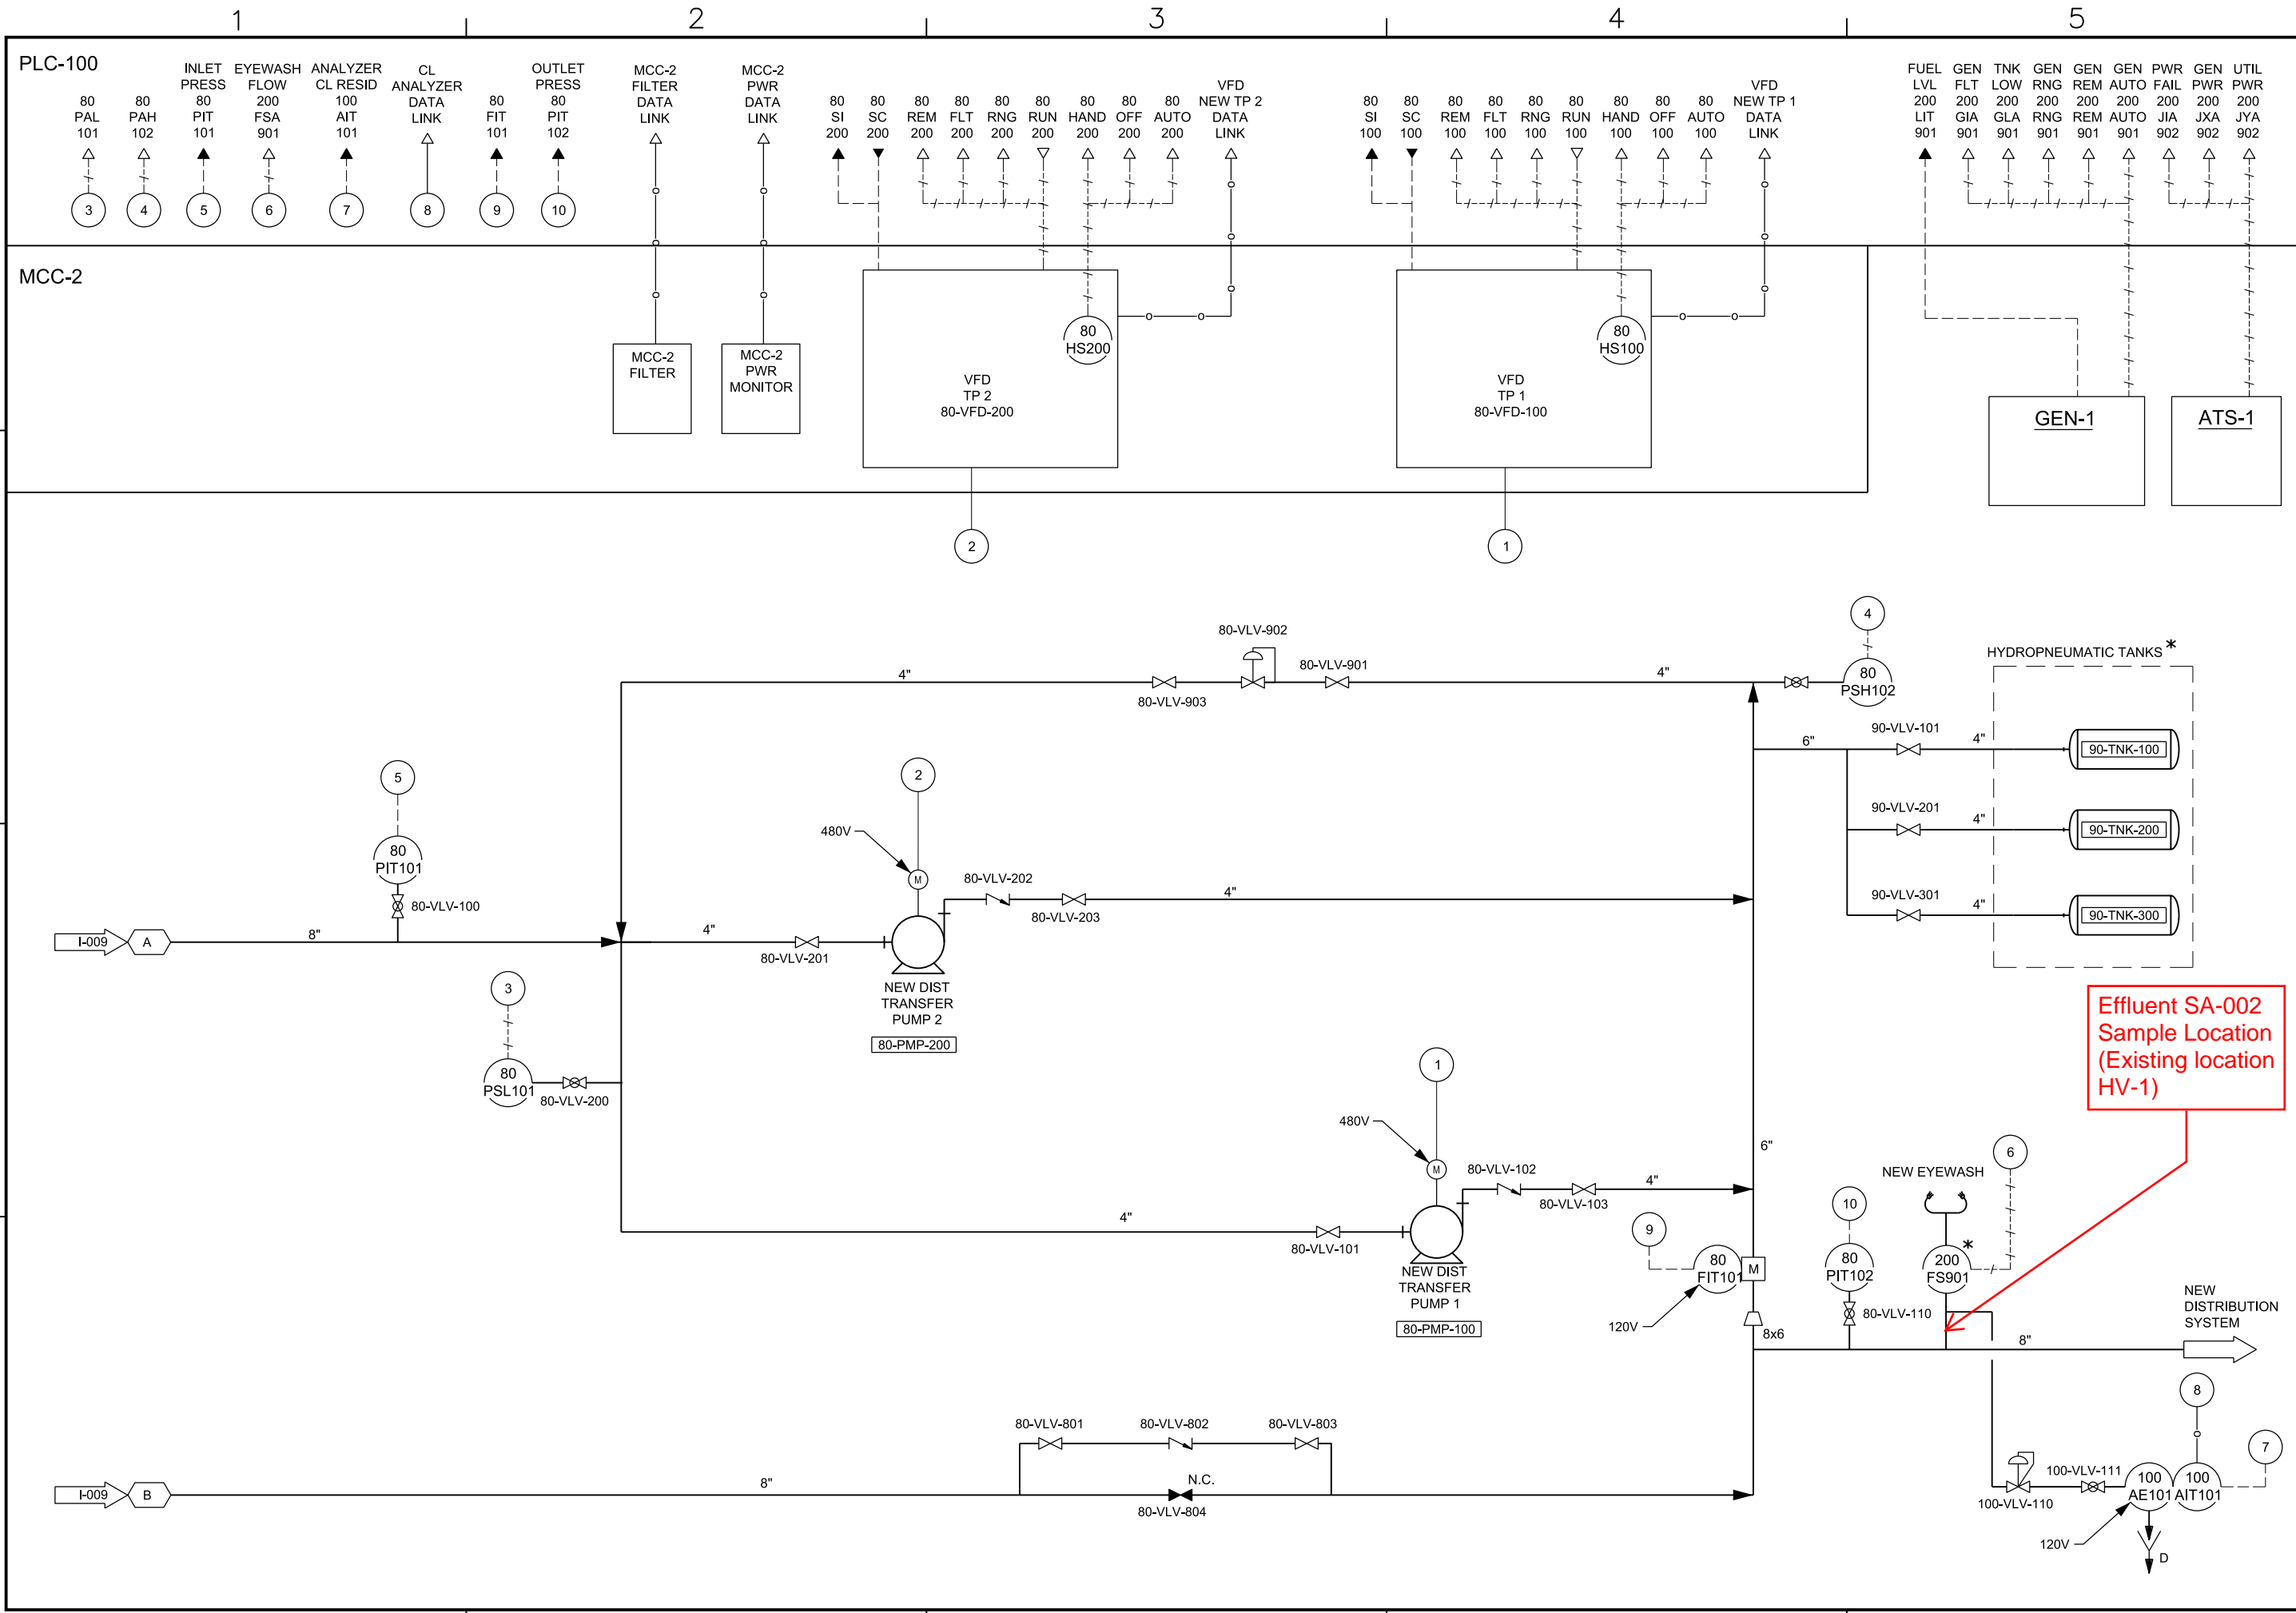 1
2
3
4
5
PLC-100
80
PAL
101
80
PAH
102
INLET
PRESS
80
PIT
101
EYEWASH
FLOW
200
FSA
901
ANALYZER
CL RESID
100
AIT
101
CL
ANALYZER
DATA
LINK
80
FIT
101
OUTLET
PRESS
80
PIT
102
MCC-2
FILTER
DATA
LINK
MCC-2
PWR
DATA
LINK
80
SI
200
80
SC
200
80
REM
200
80
FLT
200
80
RNG
200
80
RUN
200
80
HAND
200
80
OFF
200
80
AUTO
200
VFD
NEW TP 2
DATA
LINK
80
SI
100
80
SC
100
80
REM
100
80
FLT
100
80
RNG
100
80
RUN
100
80
HAND
100
80
OFF
100
80
AUTO
100
VFD
NEW TP 1
DATA
LINK
FUEL
LVL
200
LIT
901
GEN
FLT
200
GIA
901
TNK
LOW
200
GLA
901
GEN
RNG
200
RNG
901
GEN
REM
200
REM
901
GEN
AUTO
200
AUTO
901
PWR
FAIL
200
JIA
902
GEN
PWR
200
JXA
902
UTIL
PWR
200
JYA
902
3
4
5
6
7
8
9
10
MCC-2
MCC-2
FILTER
MCC-2
PWR
MONITOR
80
HS200
VFD
TP 2
80-VFD-200
80
HS100
VFD
TP 1
80-VFD-100
GEN-1
ATS-1
2
1
80-VLV-902
4"
80-VLV-901
4"
80-VLV-903
4
80
PSH102
HYDROPNEUMATIC TANKS *
90-VLV-101
6"
4"
90-TNK-100
90-VLV-201
4"
90-TNK-200
90-VLV-301
4"
90-TNK-300
5
80
PIT101
80-VLV-100
I-009
A
8"
2
480V
M
80-VLV-202
80-VLV-203
4"
4"
80-VLV-201
NEW DIST
TRANSFER
PUMP 2
80-PMP-200
3
80
PSL101
80-VLV-200
Effluent SA-002
Sample Location
(Existing location
HV-1)
1
480V
M
80-VLV-102
80-VLV-103
4"
4"
80-VLV-101
NEW DIST
TRANSFER
PUMP 1
80-PMP-100
6"
9
80
FIT101
M
120V
8x6
10
80
PIT102
80-VLV-110
NEW EYEWASH
6
*
200
FS901
8"
NEW
DISTRIBUTION
SYSTEM
8
7
100-VLV-111
100-VLV-110
100
AE101
100
AIT101
120V
D
80-VLV-801
80-VLV-802
80-VLV-803
I-009
B
8"
N.C.
80-VLV-804